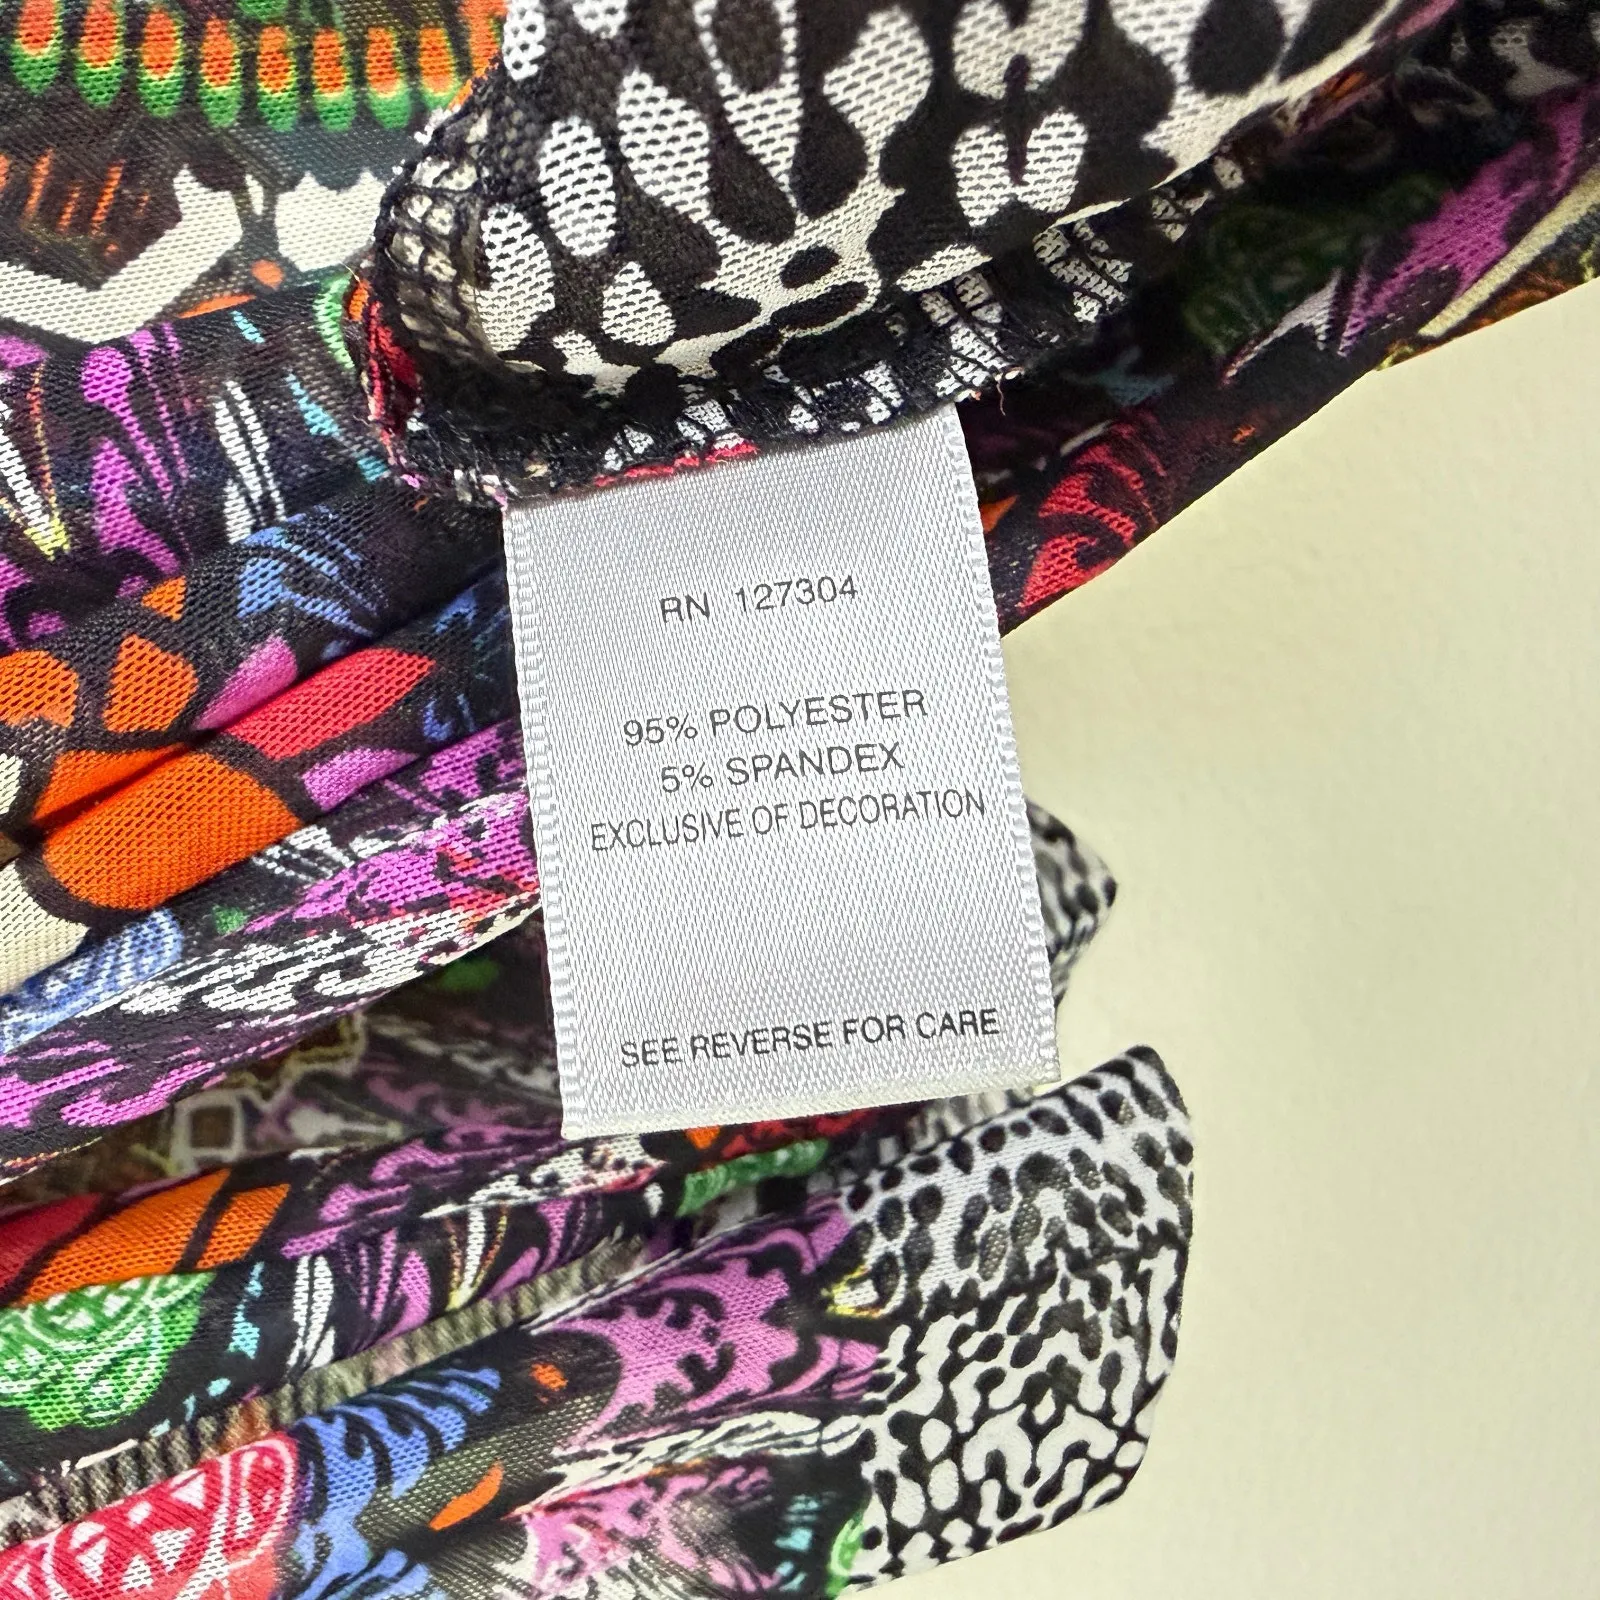 RN 127304
95% POLYESTER
5% SPANDEX
EXCLUSIVE OF DECORATION
SEE REVERSE FOR CARE